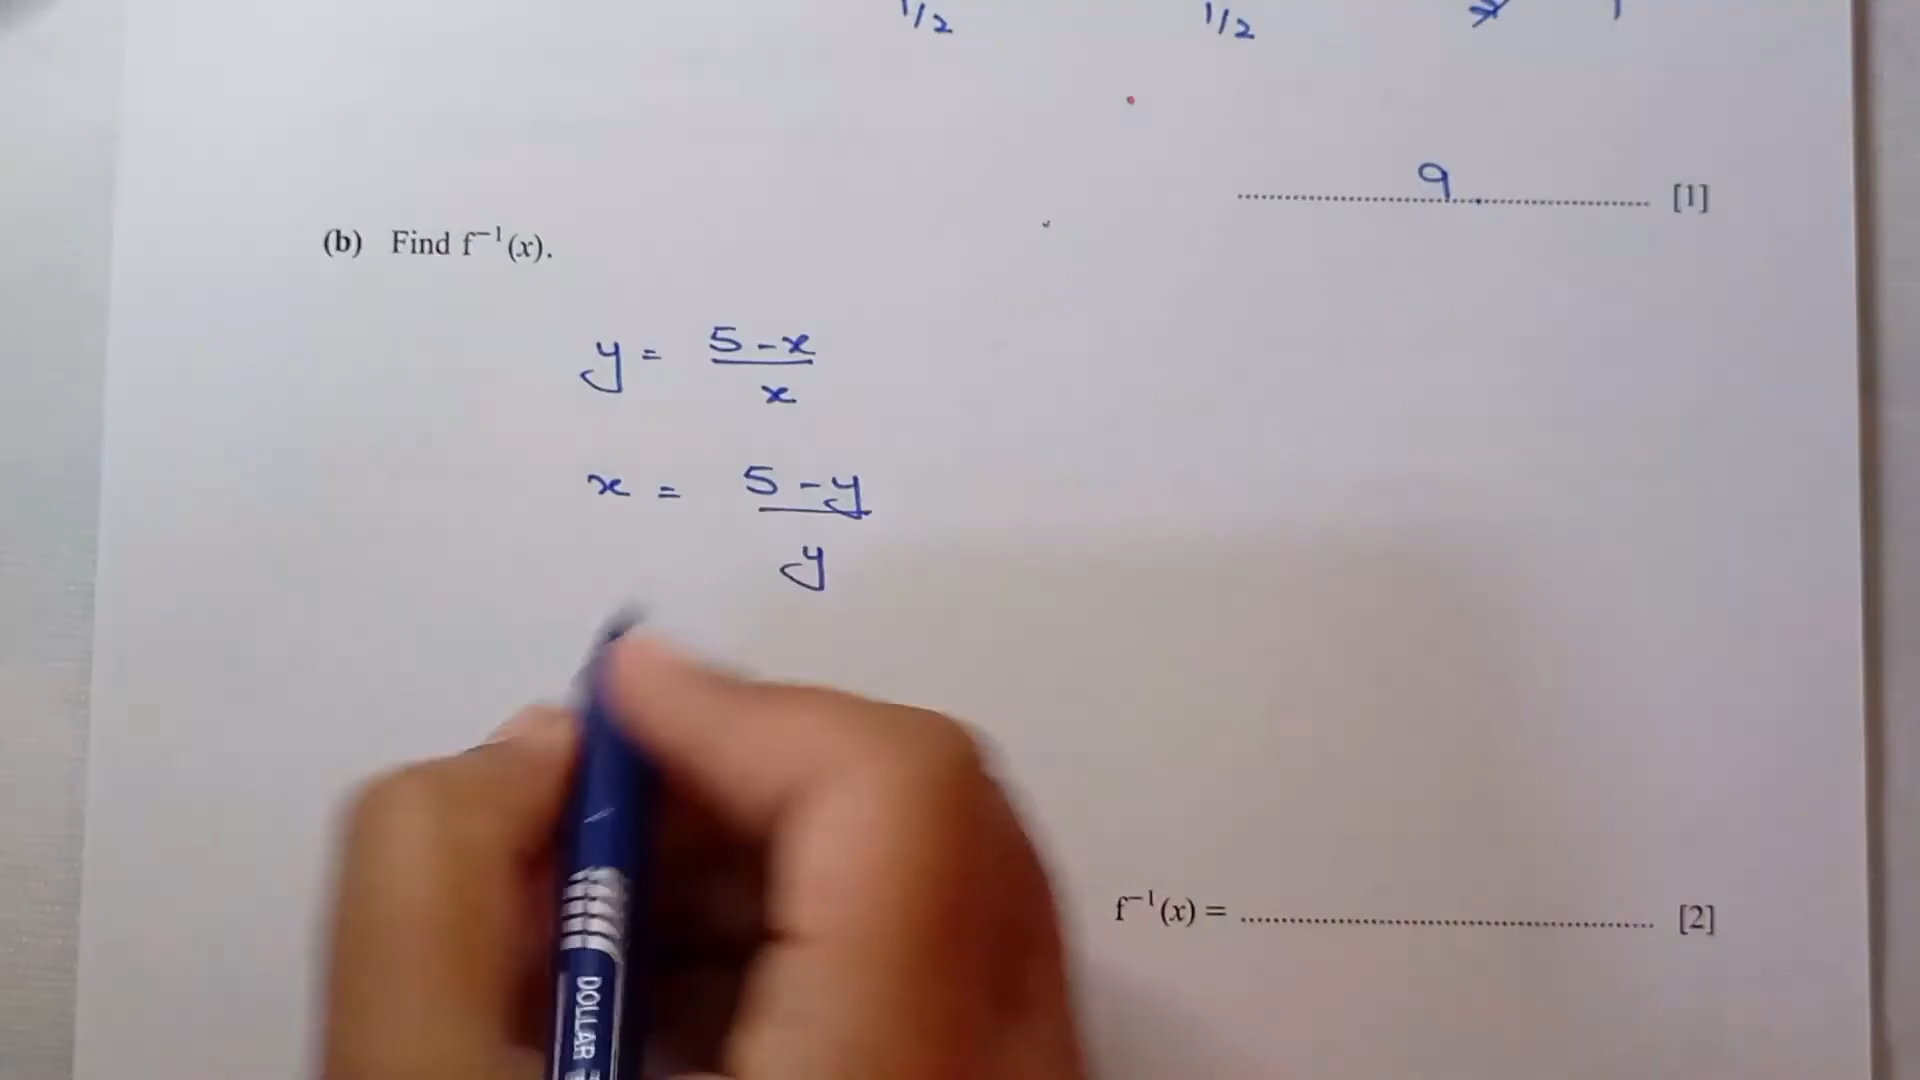 1/2 1/2
9 [1]
(b) Find f⁻¹(x).
y = 5-x / x
x = 5-y / y
f⁻¹(x) = [2]
DOLLAR